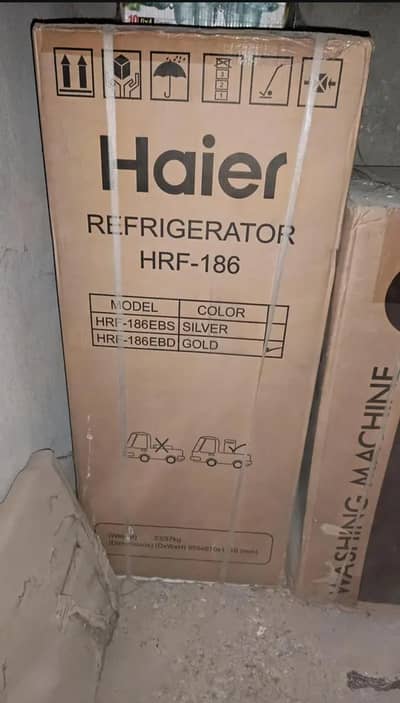 Haier
REFRIGERATOR
HRF-186
MODEL COLOR
HRF-186EBS SILVER
HRF-186EBD GOLD
WASHING MACHINE